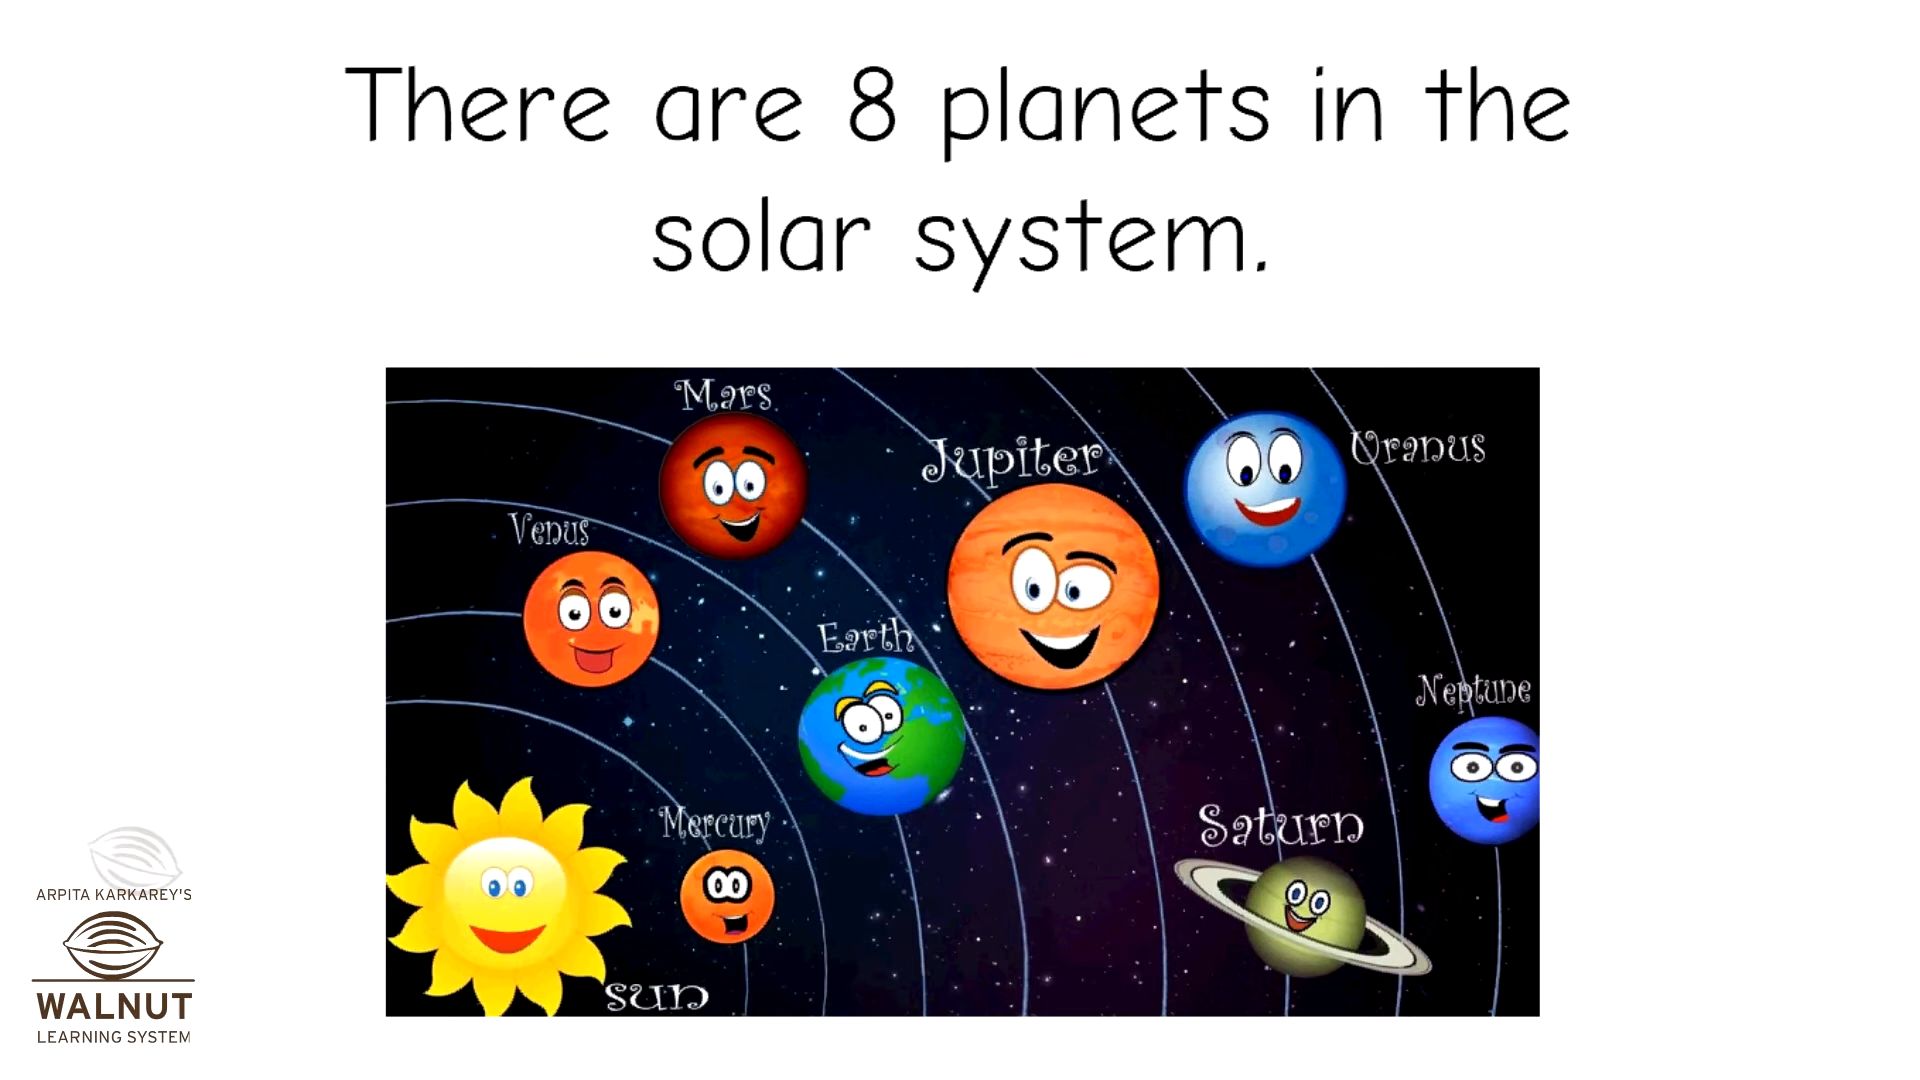 There are 8 planets in the
solar system.
Mars
Jupiter
Uranus
Venus
Earth
Neptune
Mercury
Saturn
sun
ARPITA KARKAREY'S
WALNUT
LEARNING SYSTEM